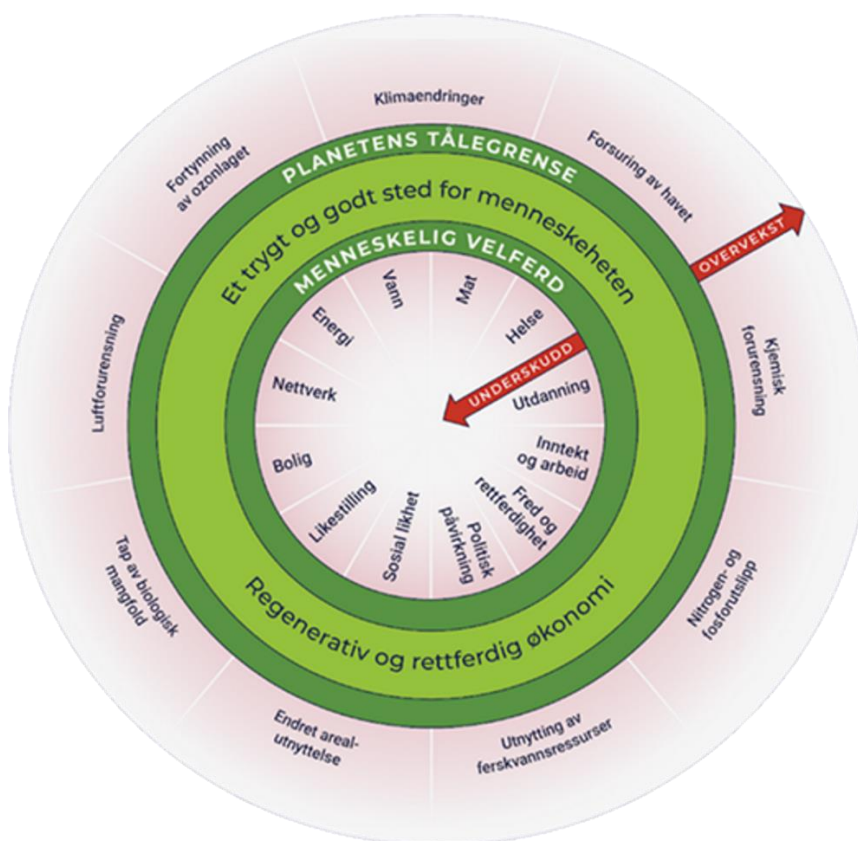 Klimaendringer
Forsuring av havet
OVERVEKST
Kjemisk
forurensning
Nitrogen- og
fosforutslipp
Utnytting av
ferskvannsressurser
Endret areal-
utnyttelse
Tap av biologisk
mangfold
Luftforurensning
Fortynning
av ozonlaget
PLANETENS TÅLEGRENSE
Et trygt og godt sted for menneskeheten
MENNESKELIG VELFERD
Mat
Helse
UNDERSKUDD
Utdanning
Inntekt
og arbeid
Fred og
rettferdighet
Politisk
påvirkning
Sosial likhet
Likestilling
Bolig
Nettverk
Energi
Vann
Regenerativ og rettferdig økonomi